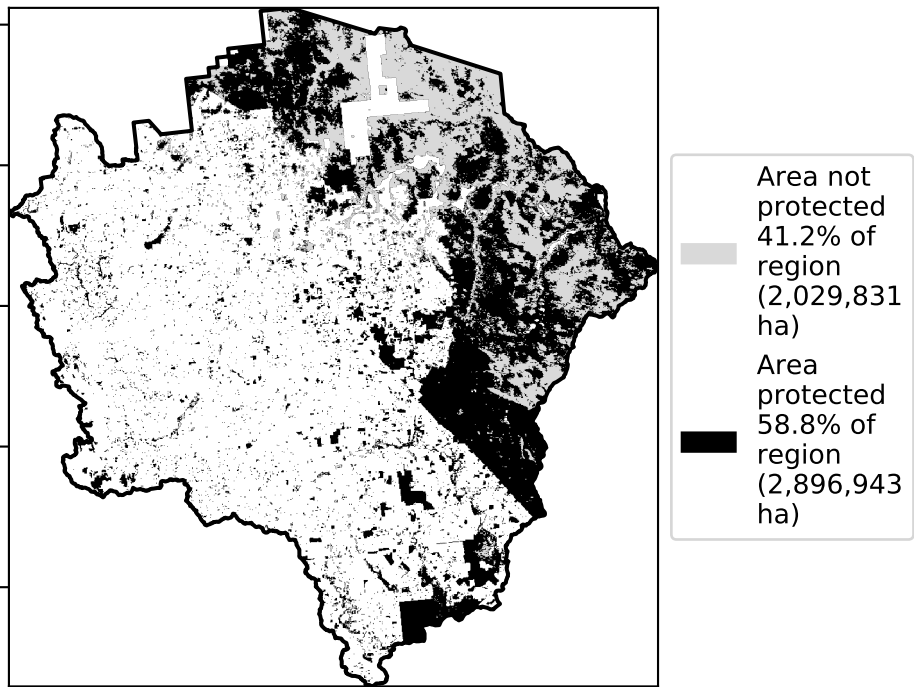 Area not
protected
41.2% of
region
(2,029,831
ha)
Area
protected
58.8% of
region
(2,896,943
ha)